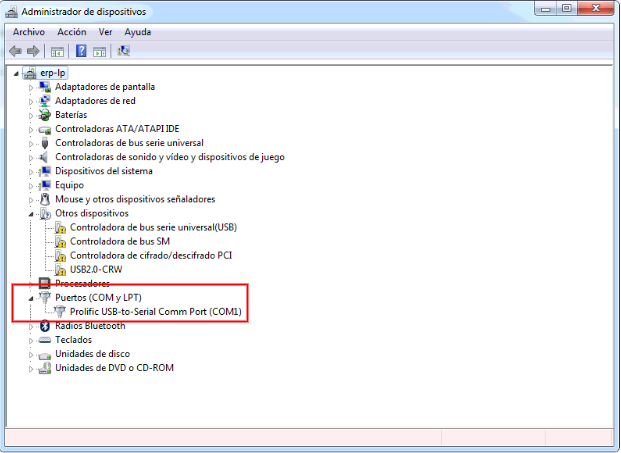 Administrador de dispositivos
Archivo Acción Ver Ayuda
erp-lp
Adaptadores de pantalla
Adaptadores de red
Baterías
Controladoras ATA/ATAPI IDE
Controladoras de bus serie universal
Controladoras de sonido y vídeo y dispositivos de juego
Dispositivos del sistema
Equipo
Mouse y otros dispositivos señaladores
Otros dispositivos
Controladora de bus serie universal(USB)
Controladora de bus SM
Controladora de cifrado/descifrado PCI
USB2.0-CRW
Procesadores
Puertos (COM y LPT)
Prolific USB-to-Serial Comm Port (COM1)
Radios Bluetooth
Teclados
Unidades de disco
Unidades de DVD o CD-ROM